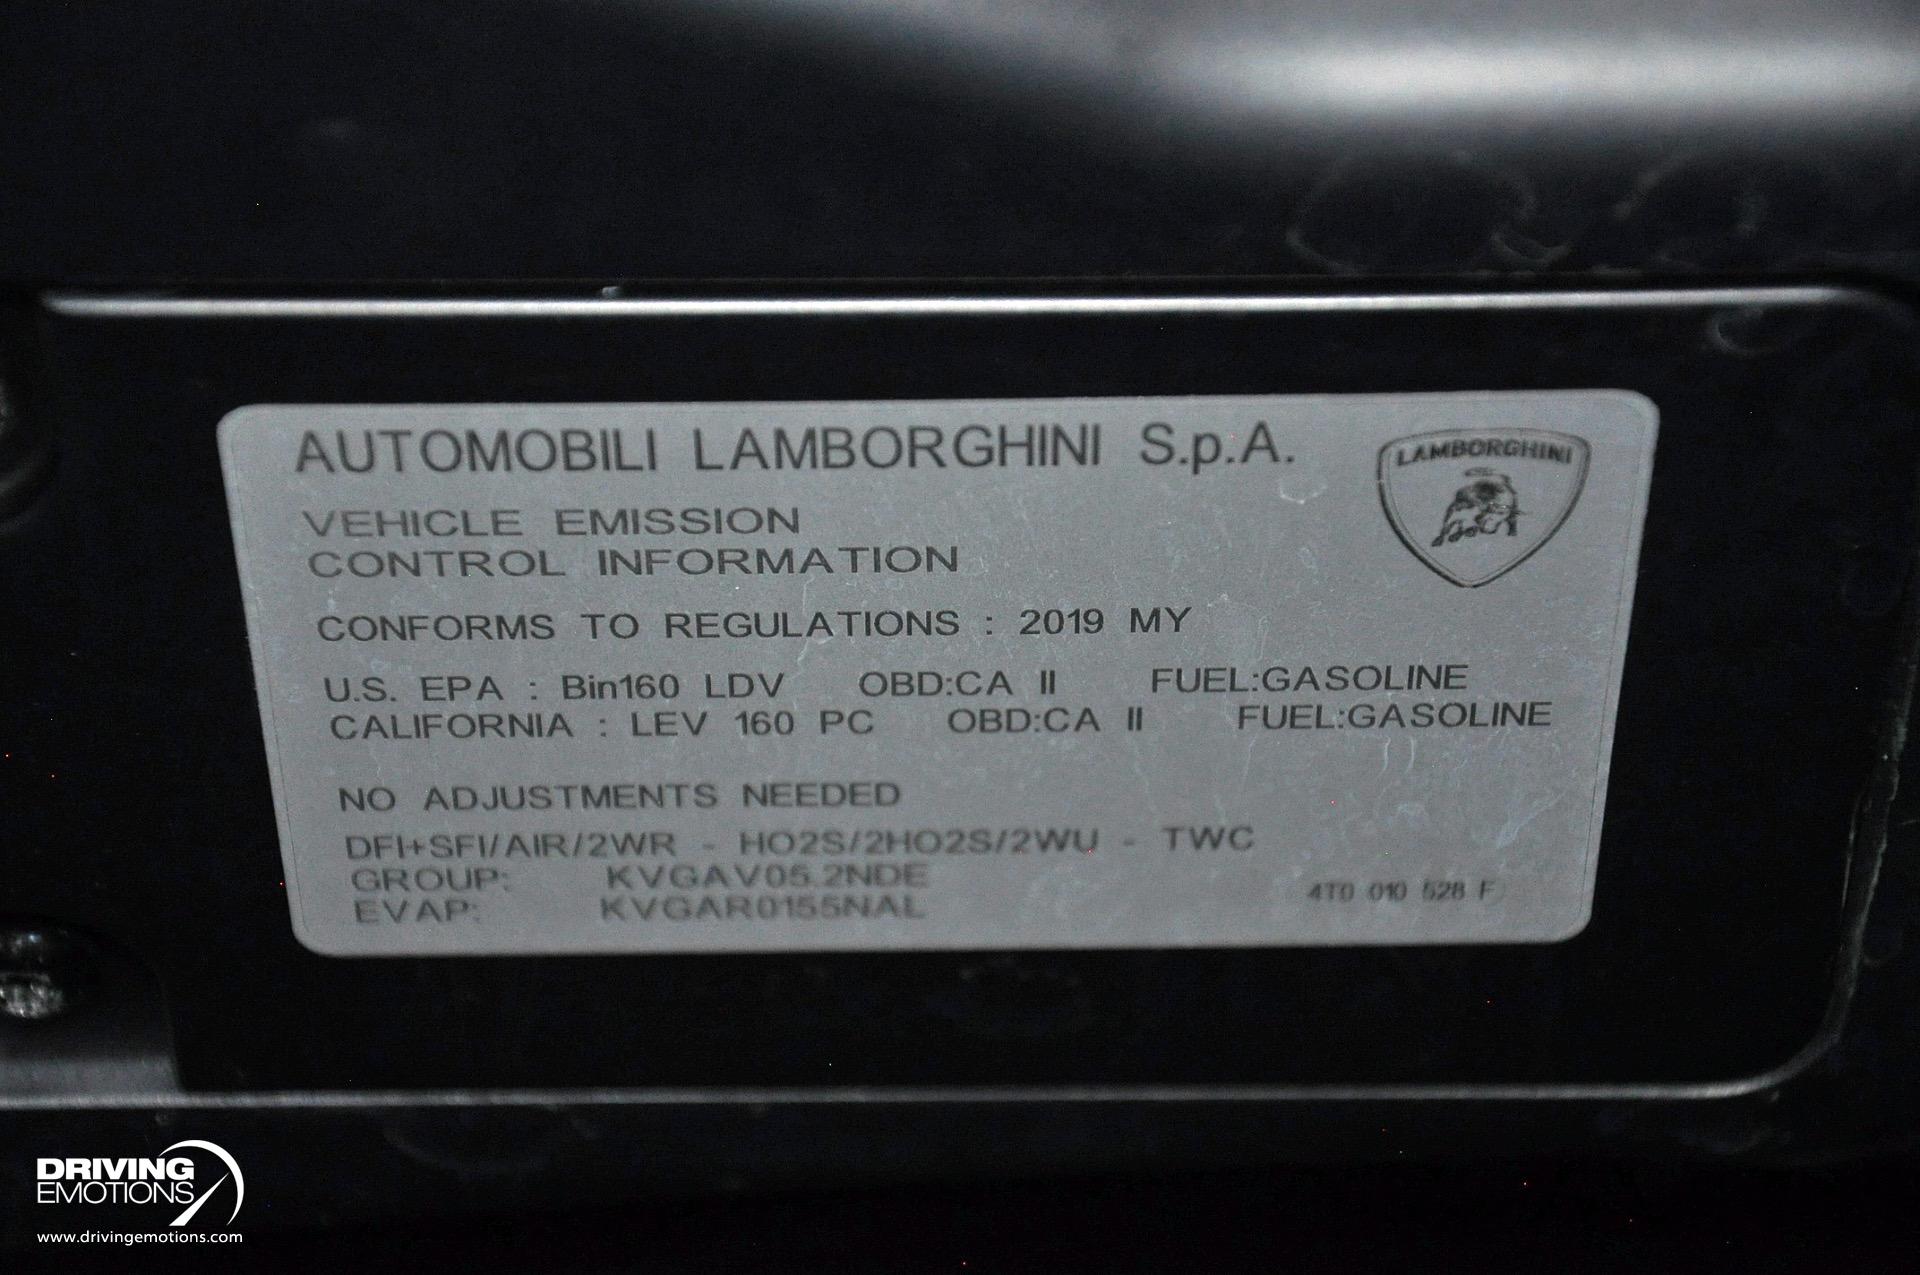 AUTOMOBILI LAMBORGHINI S.p.A.
LAMBORGHINI
VEHICLE EMISSION
CONTROL INFORMATION
CONFORMS TO REGULATIONS : 2019 MY
U.S. EPA : Bin160 LDV OBD:CA II FUEL:GASOLINE
CALIFORNIA : LEV 160 PC OBD:CA II FUEL:GASOLINE
NO ADJUSTMENTS NEEDED
DFI+SFI/AIR/2WR - HO2S/2HO2S/2WU - TWC
GROUP: KVGAV05.2NDE
EVAP: KVGAR0155NAL
4T0 010 528 F
DRIVING
EMOTIONS
www.drivingemotions.com